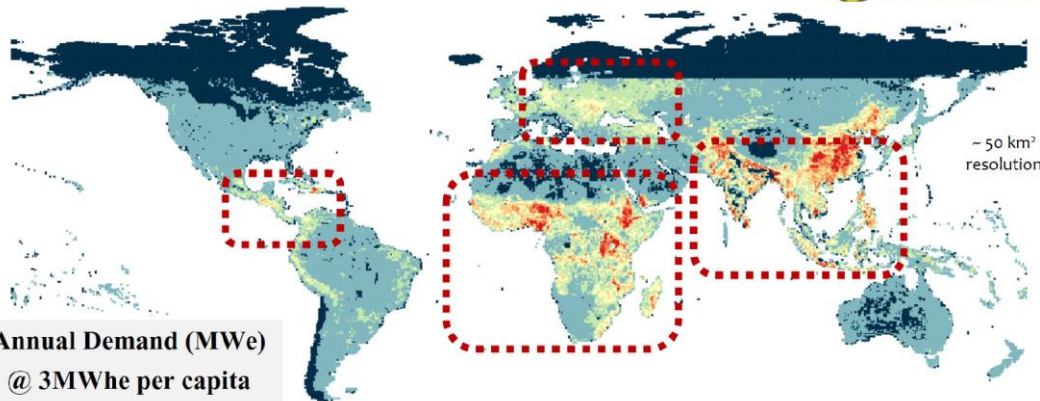 ~ 50 km²
resolution
Annual Demand (MWe)
@ 3MWhe per capita